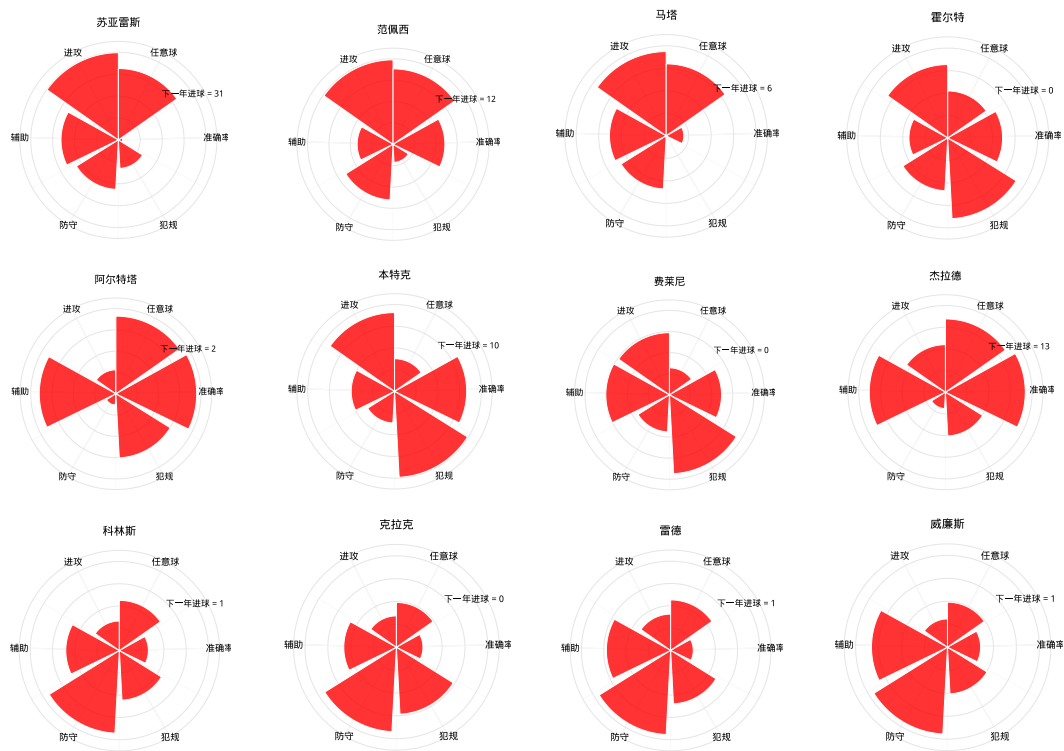 苏亚雷斯
进攻
任意球
下一年进球 = 31
辅助
准确率
防守
犯规
范佩西
进攻
任意球
下一年进球 = 12
辅助
准确率
防守
犯规
马塔
进攻
任意球
下一年进球 = 6
辅助
准确率
防守
犯规
霍尔特
进攻
任意球
下一年进球 = 0
辅助
准确率
防守
犯规
阿尔特塔
进攻
任意球
下一年进球 = 2
辅助
准确率
防守
犯规
本特克
进攻
任意球
下一年进球 = 10
辅助
准确率
防守
犯规
费莱尼
进攻
任意球
下一年进球 = 0
辅助
准确率
防守
犯规
杰拉德
进攻
任意球
下一年进球 = 13
辅助
准确率
防守
犯规
科林斯
进攻
任意球
下一年进球 = 1
辅助
准确率
防守
犯规
克拉克
进攻
任意球
下一年进球 = 0
辅助
准确率
防守
犯规
雷德
进攻
任意球
下一年进球 = 1
辅助
准确率
防守
犯规
威廉斯
进攻
任意球
下一年进球 = 1
辅助
准确率
防守
犯规